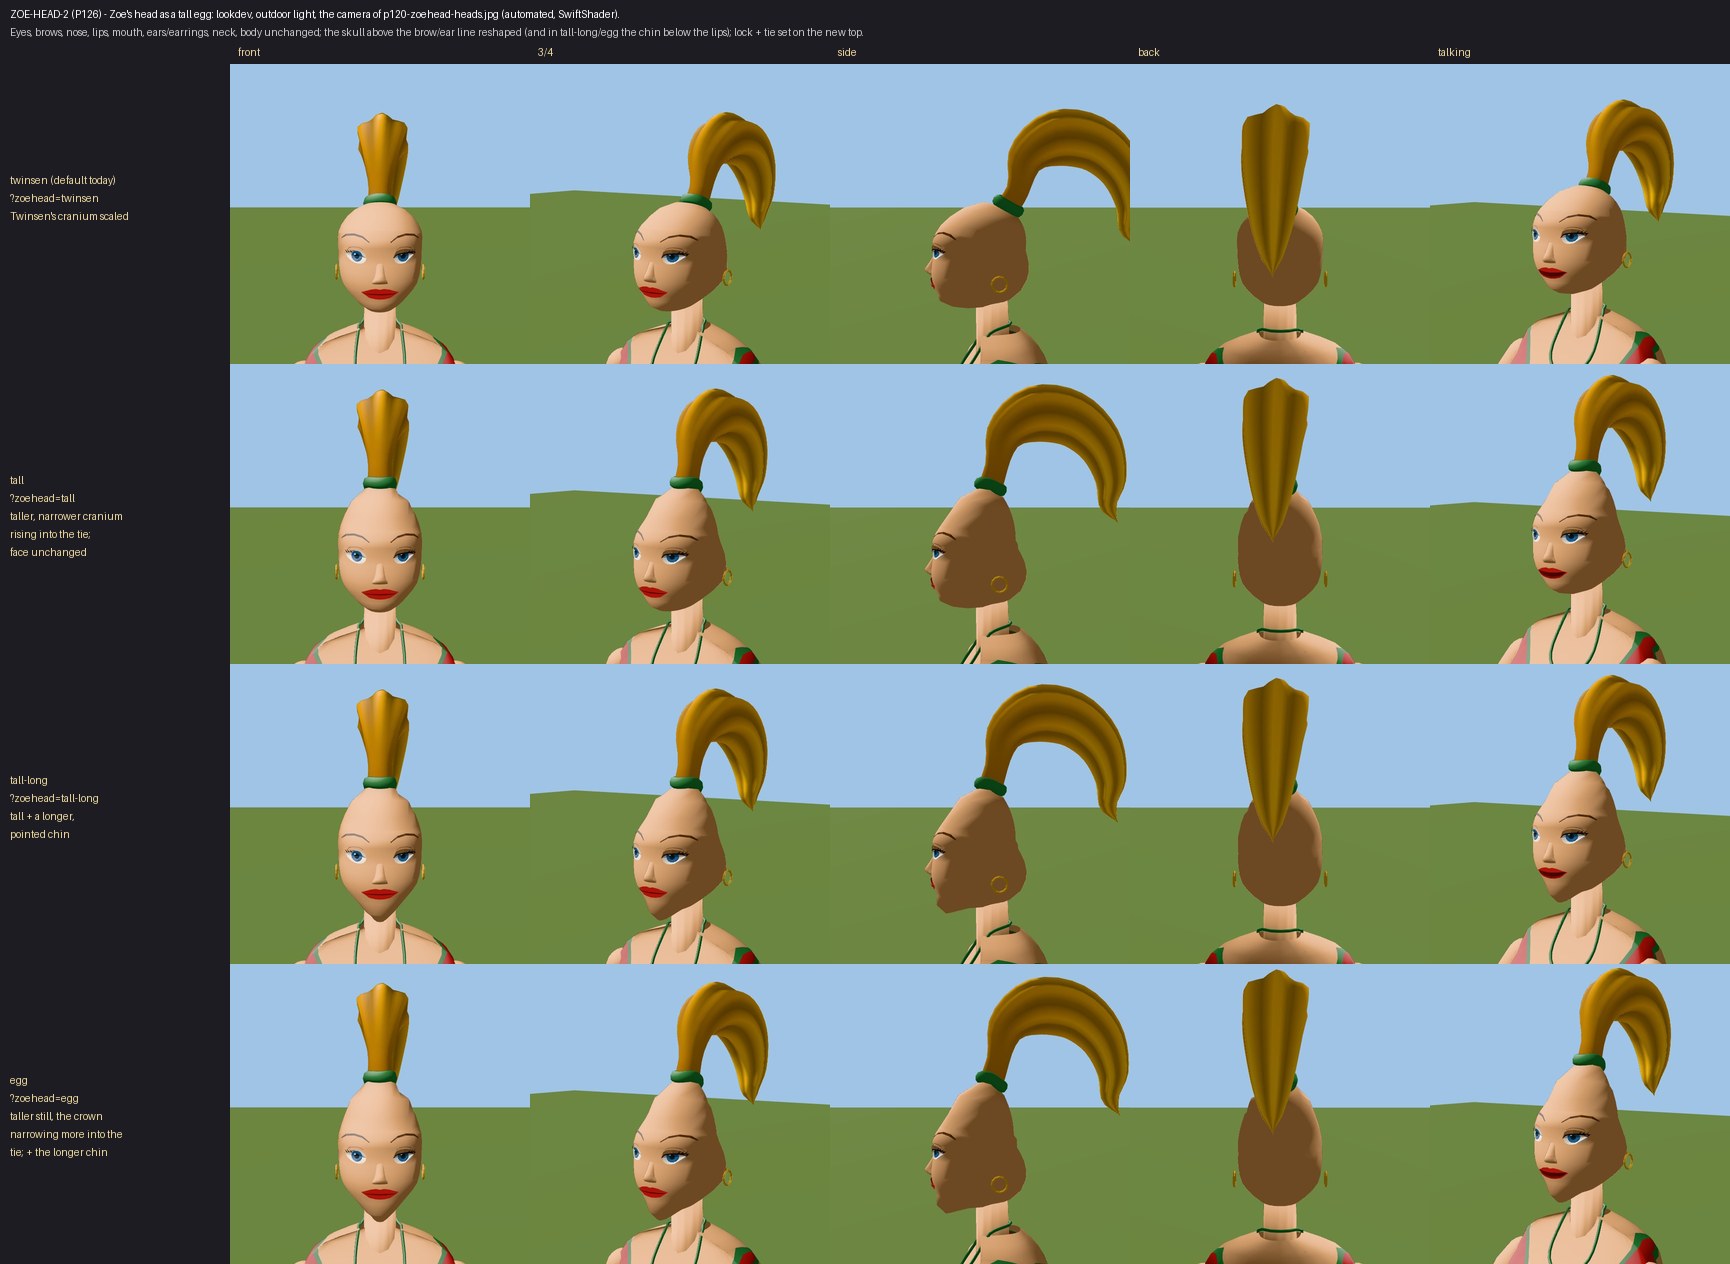 ZOE-HEAD-2 (P126) - Zoe's head as a tall egg: lookdev, outdoor light, the camera of p120-zoehead-heads.jpg (automated, SwiftShader).
Eyes, brows, nose, lips, mouth, ears/earrings, neck, body unchanged; the skull above the brow/ear line reshaped (and in tall-long/egg the chin below the lips); lock + tie set on the new top.
front 3/4 side back talking
twinsen (default today)
?zoehead=twinsen
Twinsen's cranium scaled
tall
?zoehead=tall
taller, narrower cranium
rising into the tie;
face unchanged
tall-long
?zoehead=tall-long
tall + a longer,
pointed chin
egg
?zoehead=egg
taller still, the crown
narrowing more into the
tie; + the longer chin